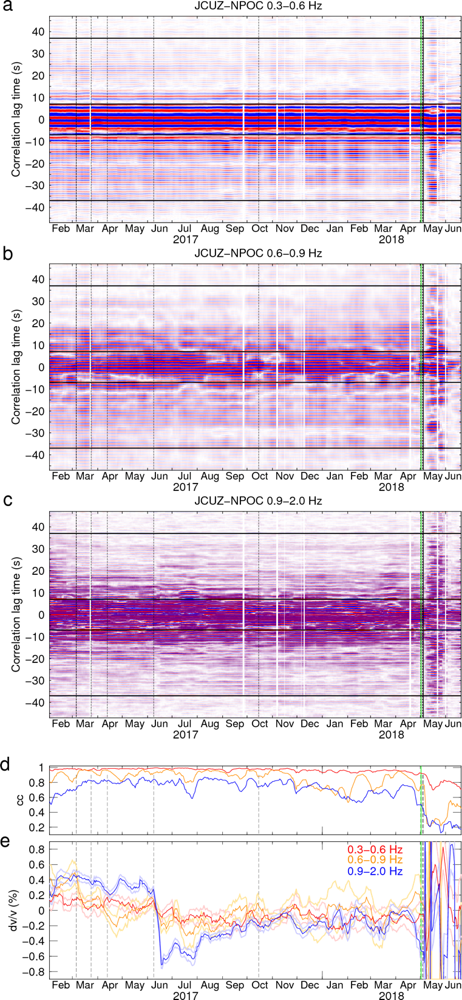 a
JCUZ−NPOC 0.3−0.6 Hz
Correlation lag time (s)
40
30
20
10
0
−10
−20
−30
−40
Feb Mar Apr May Jun Jul Aug Sep Oct Nov Dec Jan Feb Mar Apr May Jun
2017 2018
b
JCUZ−NPOC 0.6−0.9 Hz
Correlation lag time (s)
40
30
20
10
0
−10
−20
−30
−40
Feb Mar Apr May Jun Jul Aug Sep Oct Nov Dec Jan Feb Mar Apr May Jun
2017 2018
c
JCUZ−NPOC 0.9−2.0 Hz
Correlation lag time (s)
40
30
20
10
0
−10
−20
−30
−40
Feb Mar Apr May Jun Jul Aug Sep Oct Nov Dec Jan Feb Mar Apr May Jun
2017 2018
d
cc
1
0.8
0.6
0.4
0.2
e
dv/v (%)
0.8
0.6
0.4
0.2
0
−0.2
−0.4
−0.6
−0.8
0.3−0.6 Hz
0.6−0.9 Hz
0.9−2.0 Hz
Feb Mar Apr May Jun Jul Aug Sep Oct Nov Dec Jan Feb Mar Apr May Jun
2017 2018